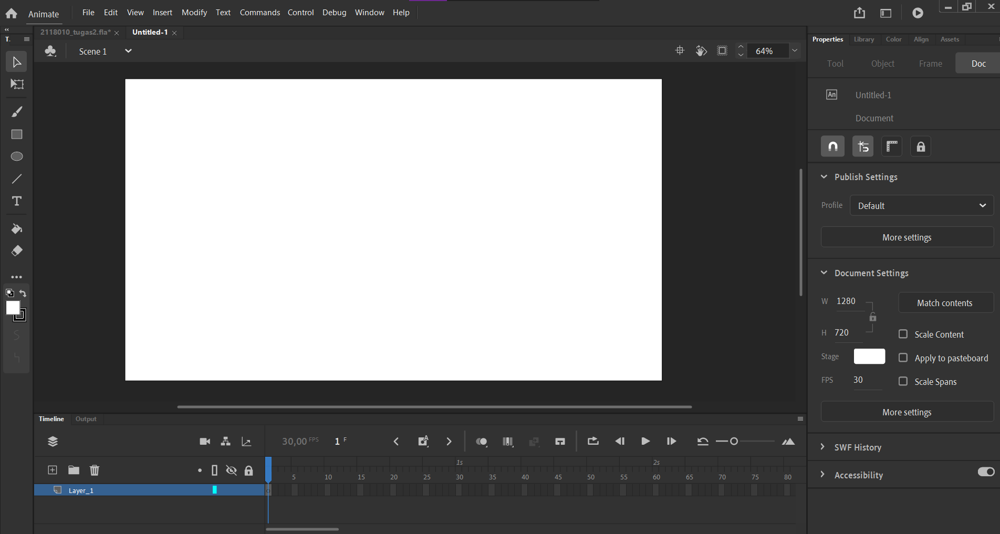 Animate File Edit View Insert Modify Text Commands Control Debug Window Help
2118010_tugas2.fla* Untitled-1
T.
Scene 1 64%
Properties Library Color Align Assets
Tool Object Frame Doc
An Untitled-1
Document
Publish Settings
Profile Default
More settings
Document Settings
W 1280 Match contents
H 720 Scale Content
Stage Apply to pasteboard
FPS 30 Scale Spans
More settings
SWF History
Accessibility
Timeline Output
30,00 FPS 1 F
1s 2s
5 10 15 20 25 30 35 40 45 50 55 60 65 70 75 80
Layer_1